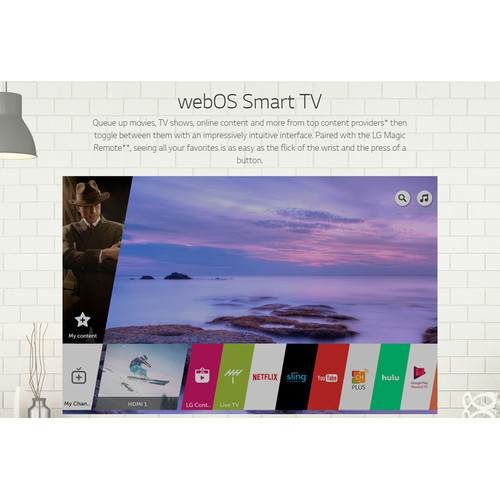 webOS Smart TV
Queue up movies, TV shows, online content and more from top content providers* then
toggle between them with an impressively intuitive interface. Paired with the LG Magic
Remote**, seeing all your favorites is as easy as the flick of the wrist and the press of a
button.
My content
My Chan..
HDMI 1
LG Cont..
Live TV
NETFLIX
sling
YouTube
PLUS
hulu
Google Play
Movies & TV